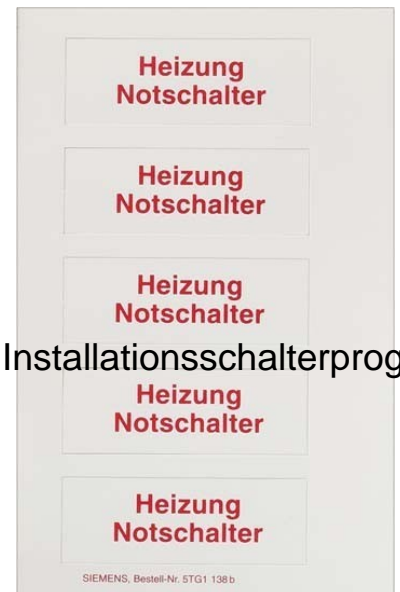 Heizung
Notschalter
Heizung
Notschalter
Heizung
Notschalter
Installationsschalterprog
Heizung
Notschalter
Heizung
Notschalter
SIEMENS, Bestell-Nr. 5TG1 138 b